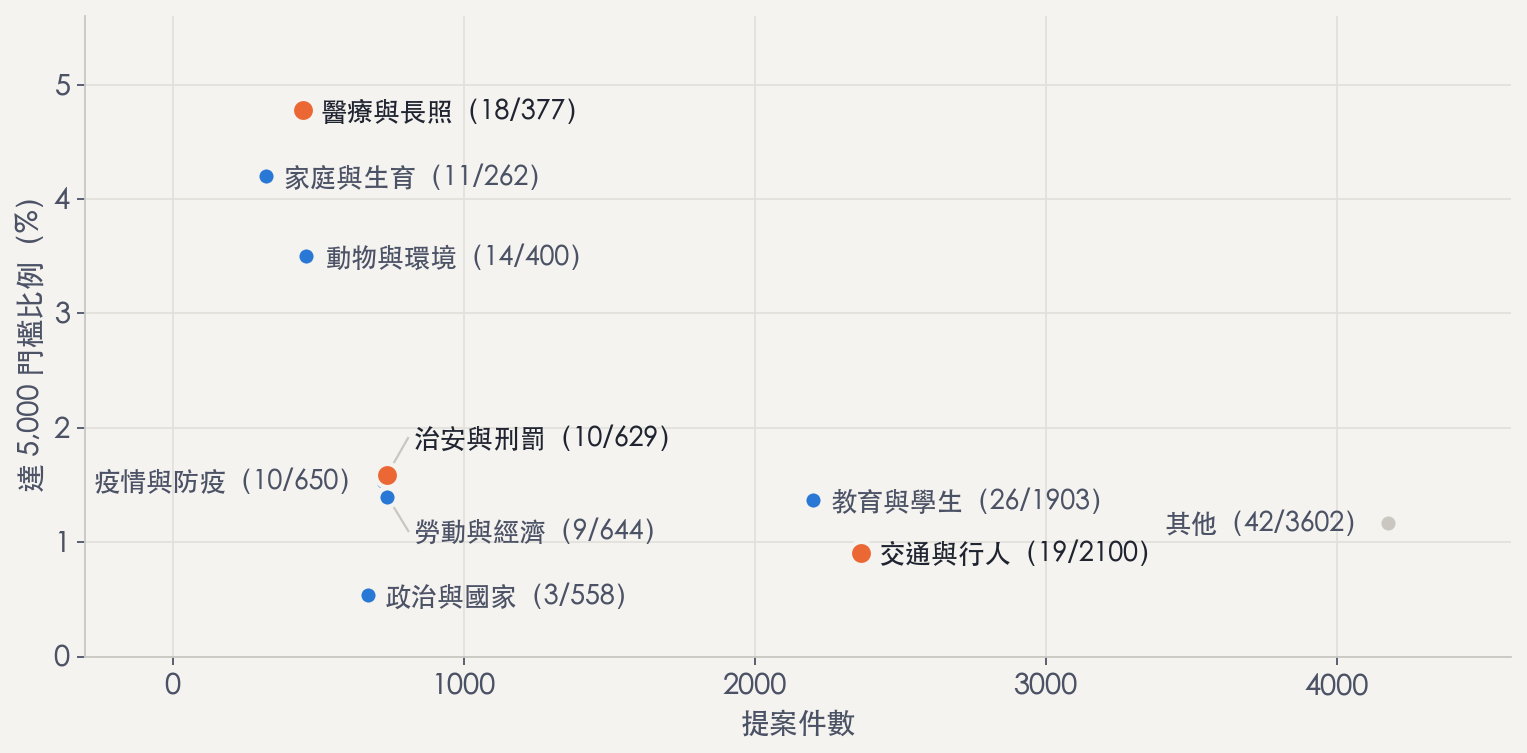 達 5,000 門檻比例（%）
5
4
3
2
1
0
醫療與長照（18/377）
家庭與生育（11/262）
動物與環境（14/400）
治安與刑罰（10/629）
疫情與防疫（10/650）
勞動與經濟（9/644）
教育與學生（26/1903）
其他（42/3602）
交通與行人（19/2100）
政治與國家（3/558）
0
1000
2000
3000
4000
提案件數